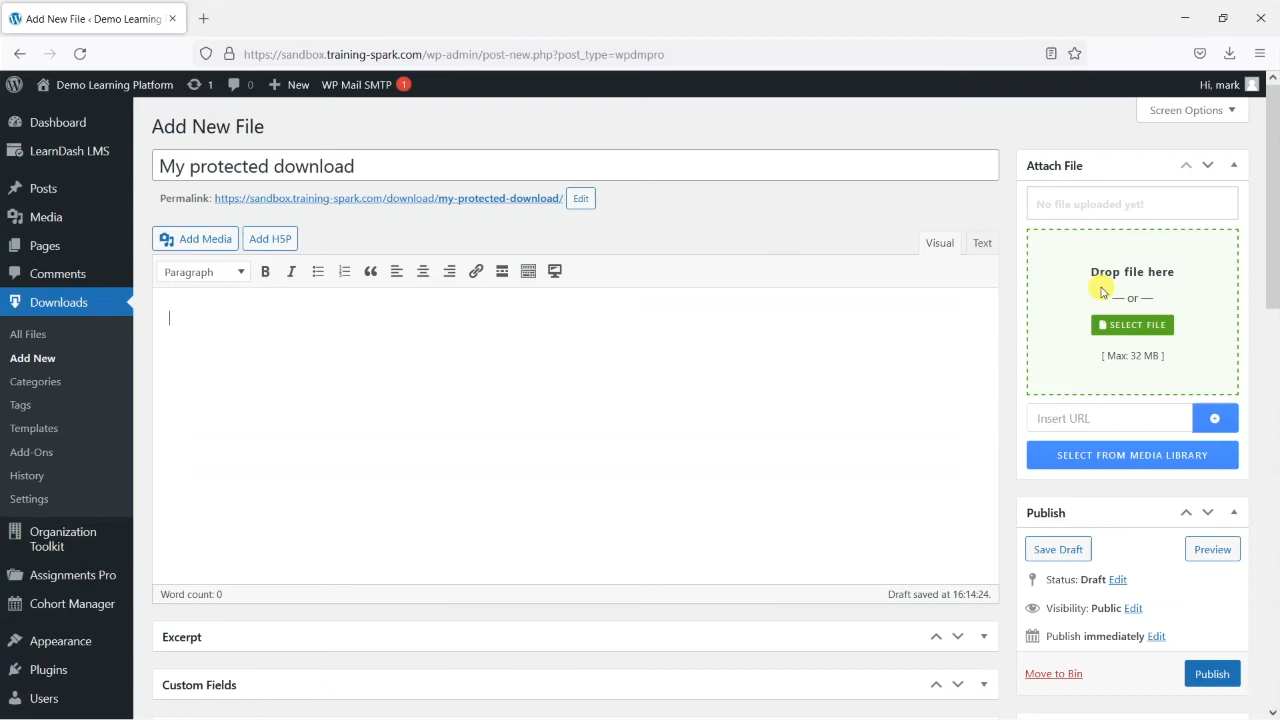 Add New File ‹ Demo Learning
https://sandbox.training-spark.com/wp-admin/post-new.php?post_type=wpdmpro
Demo Learning Platform
1
0
New
WP Mail SMTP 1
Hi, mark
Dashboard
LearnDash LMS
Posts
Media
Pages
Comments
Downloads
All Files
Add New
Categories
Tags
Templates
Add-Ons
History
Settings
Organization
Toolkit
Assignments Pro
Cohort Manager
Appearance
Plugins
Users
Screen Options
Add New File
My protected download
Permalink: https://sandbox.training-spark.com/download/my-protected-download/ Edit
Add Media
Add H5P
Visual
Text
Paragraph
Word count: 0
Draft saved at 16:14:24.
Excerpt
Custom Fields
Attach File
No file uploaded yet!
Drop file here
— or —
SELECT FILE
[ Max: 32 MB ]
Insert URL
SELECT FROM MEDIA LIBRARY
Publish
Save Draft
Preview
Status: Draft Edit
Visibility: Public Edit
Publish immediately Edit
Move to Bin
Publish